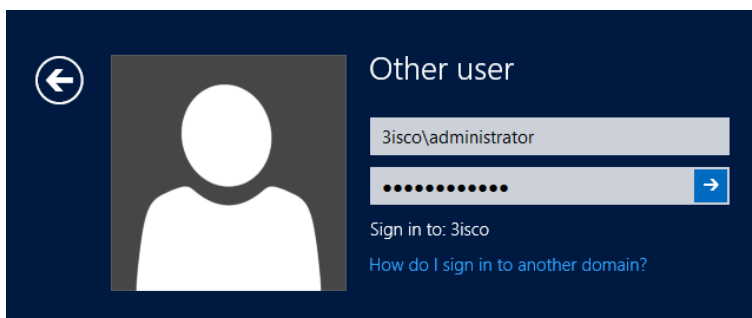 Other user
3isco\administrator
●●●●●●●●●●●●
Sign in to: 3isco
How do I sign in to another domain?